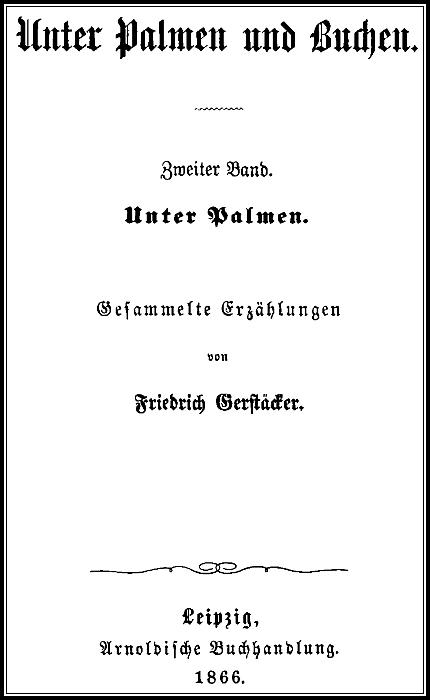 Unter Palmen und Buchen.
Zweiter Band.
Unter Palmen.
Gesammelte Erzählungen
von
Friedrich Gerstäcker.
Leipzig,
Arnoldische Buchhandlung.
1866.